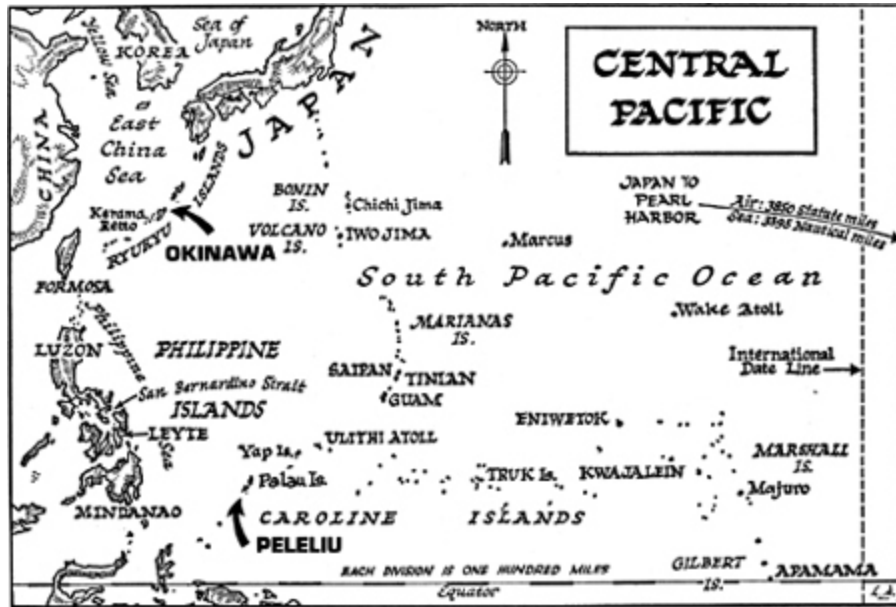 CENTRAL
PACIFIC
NORTH
Sea of
Japan
Yellow Sea
KOREA
JAPAN
CHINA
East
China
Sea
ISLANDS
BONIN
IS.
Chichi Jima
VOLCANO
IS.
IWO JIMA
Kerama
Retto
RYUKYU
OKINAWA
JAPAN TO
PEARL
HARBOR
Air: 3850 Statute miles
Sea: 3395 Nautical miles
Marcus
South Pacific Ocean
FORMOSA
Wake Atoll
MARIANAS
IS.
Philippine
Sea
LUZON
PHILIPPINE
ISLANDS
San Bernardino Strait
SAIPAN
TINIAN
GUAM
International
Date Line
LEYTE
ENIWETOK
ULITHI ATOLL
Yap Is.
Palau Is.
TRUK Is.
KWAJALEIN
MARSHALL
IS.
Majuro
MINDANAO
CAROLINE ISLANDS
PELELIU
GILBERT
IS.
APAMAMA
EACH DIVISION IS ONE HUNDRED MILES
Equator